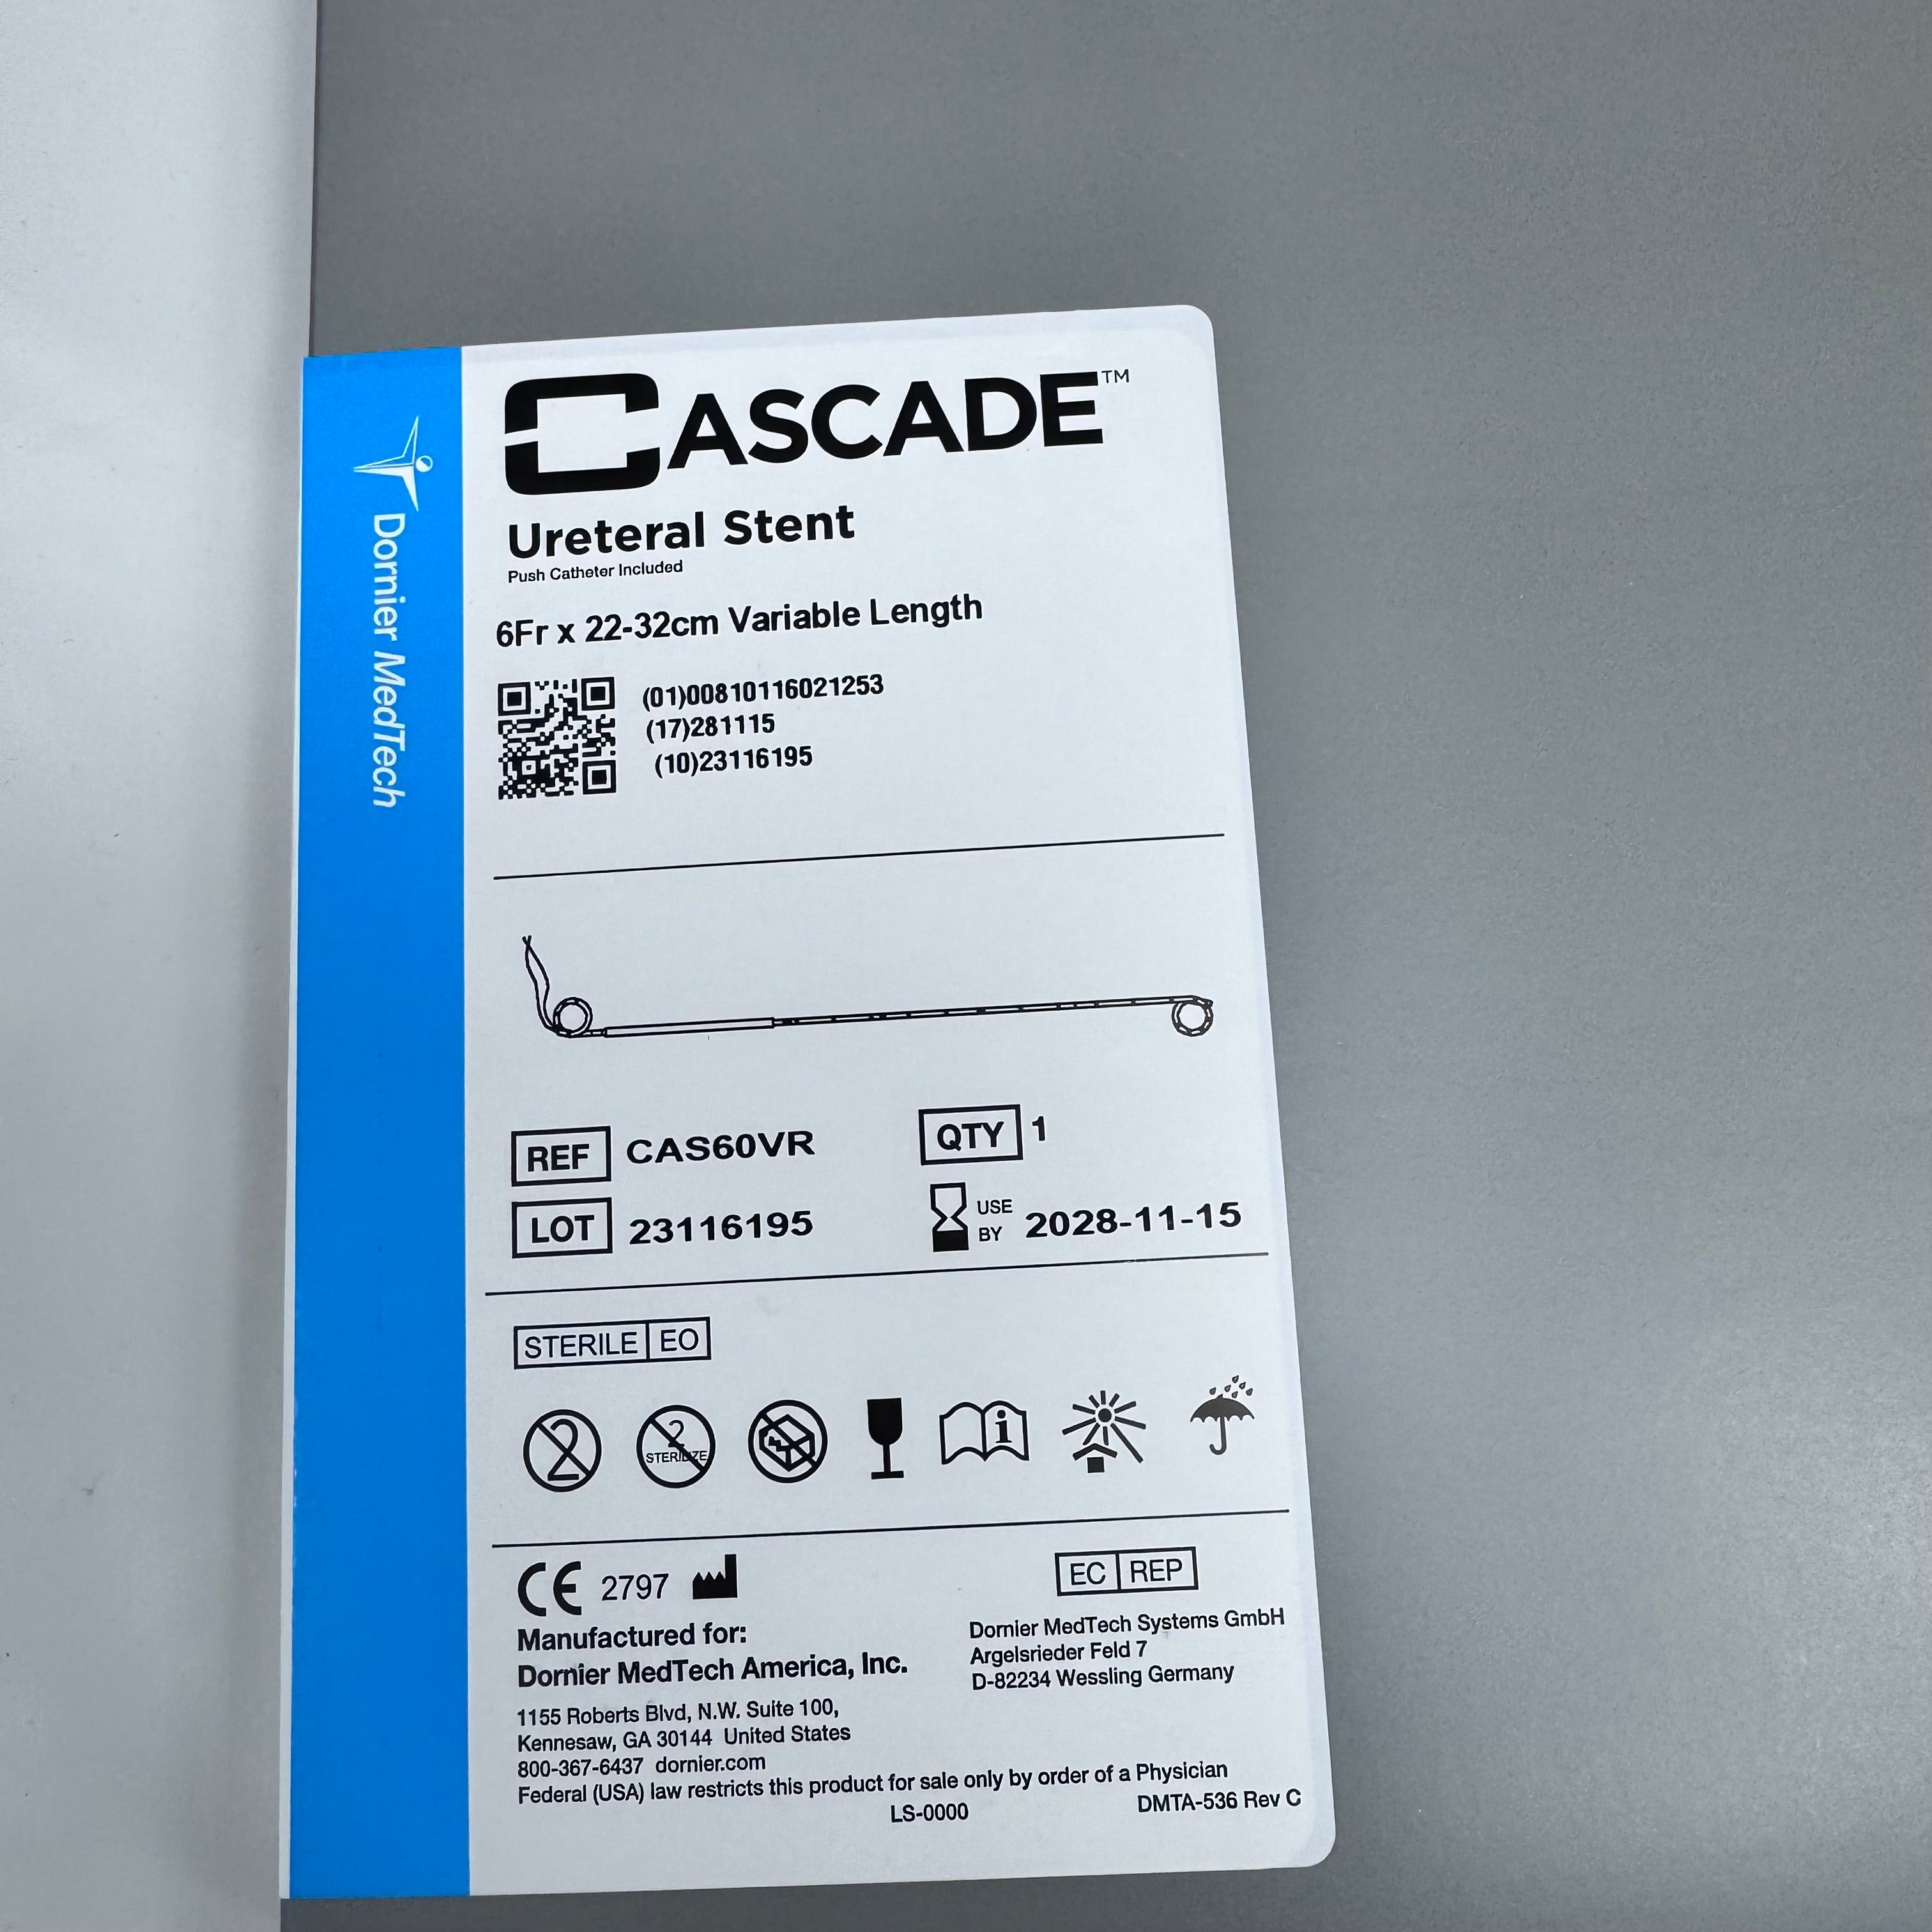 Dornier MedTech
CASCADE™
Ureteral Stent
Push Catheter Included
6Fr x 22-32cm Variable Length
(01)00810116021253
(17)281115
(10)23116195
REF CAS60VR QTY 1
LOT 23116195 USE BY 2028-11-15
STERILE EO
2 2 STERILIZE i
CE 2797
EC REP
Manufactured for:
Dornier MedTech America, Inc.
1155 Roberts Blvd, N.W. Suite 100,
Kennesaw, GA 30144 United States
800-367-6437 dornier.com
Dornier MedTech Systems GmbH
Argelsrieder Feld 7
D-82234 Wessling Germany
Federal (USA) law restricts this product for sale only by order of a Physician
LS-0000 DMTA-536 Rev C